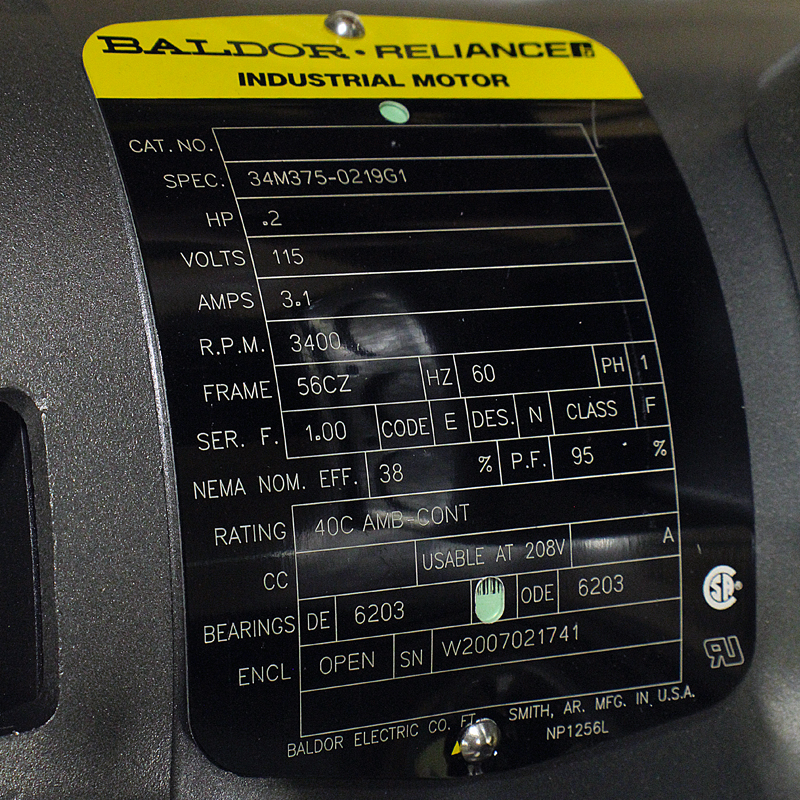 BALDOR · RELIANCE
INDUSTRIAL MOTOR
CAT. NO.
SPEC. 34M375-0219G1
HP .2
VOLTS 115
AMPS 3.1
R.P.M. 3400
FRAME 56CZ HZ 60 PH 1
SER. F. 1.00 CODE E DES. N CLASS F
NEMA NOM. EFF. 38 % P.F. 95 %
RATING 40C AMB-CONT
CC USABLE AT 208V A
BEARINGS DE 6203 ODE 6203
ENCL OPEN SN W2007021741
BALDOR ELECTRIC CO. FT. SMITH, AR. MFG. IN U.S.A.
NP1256L